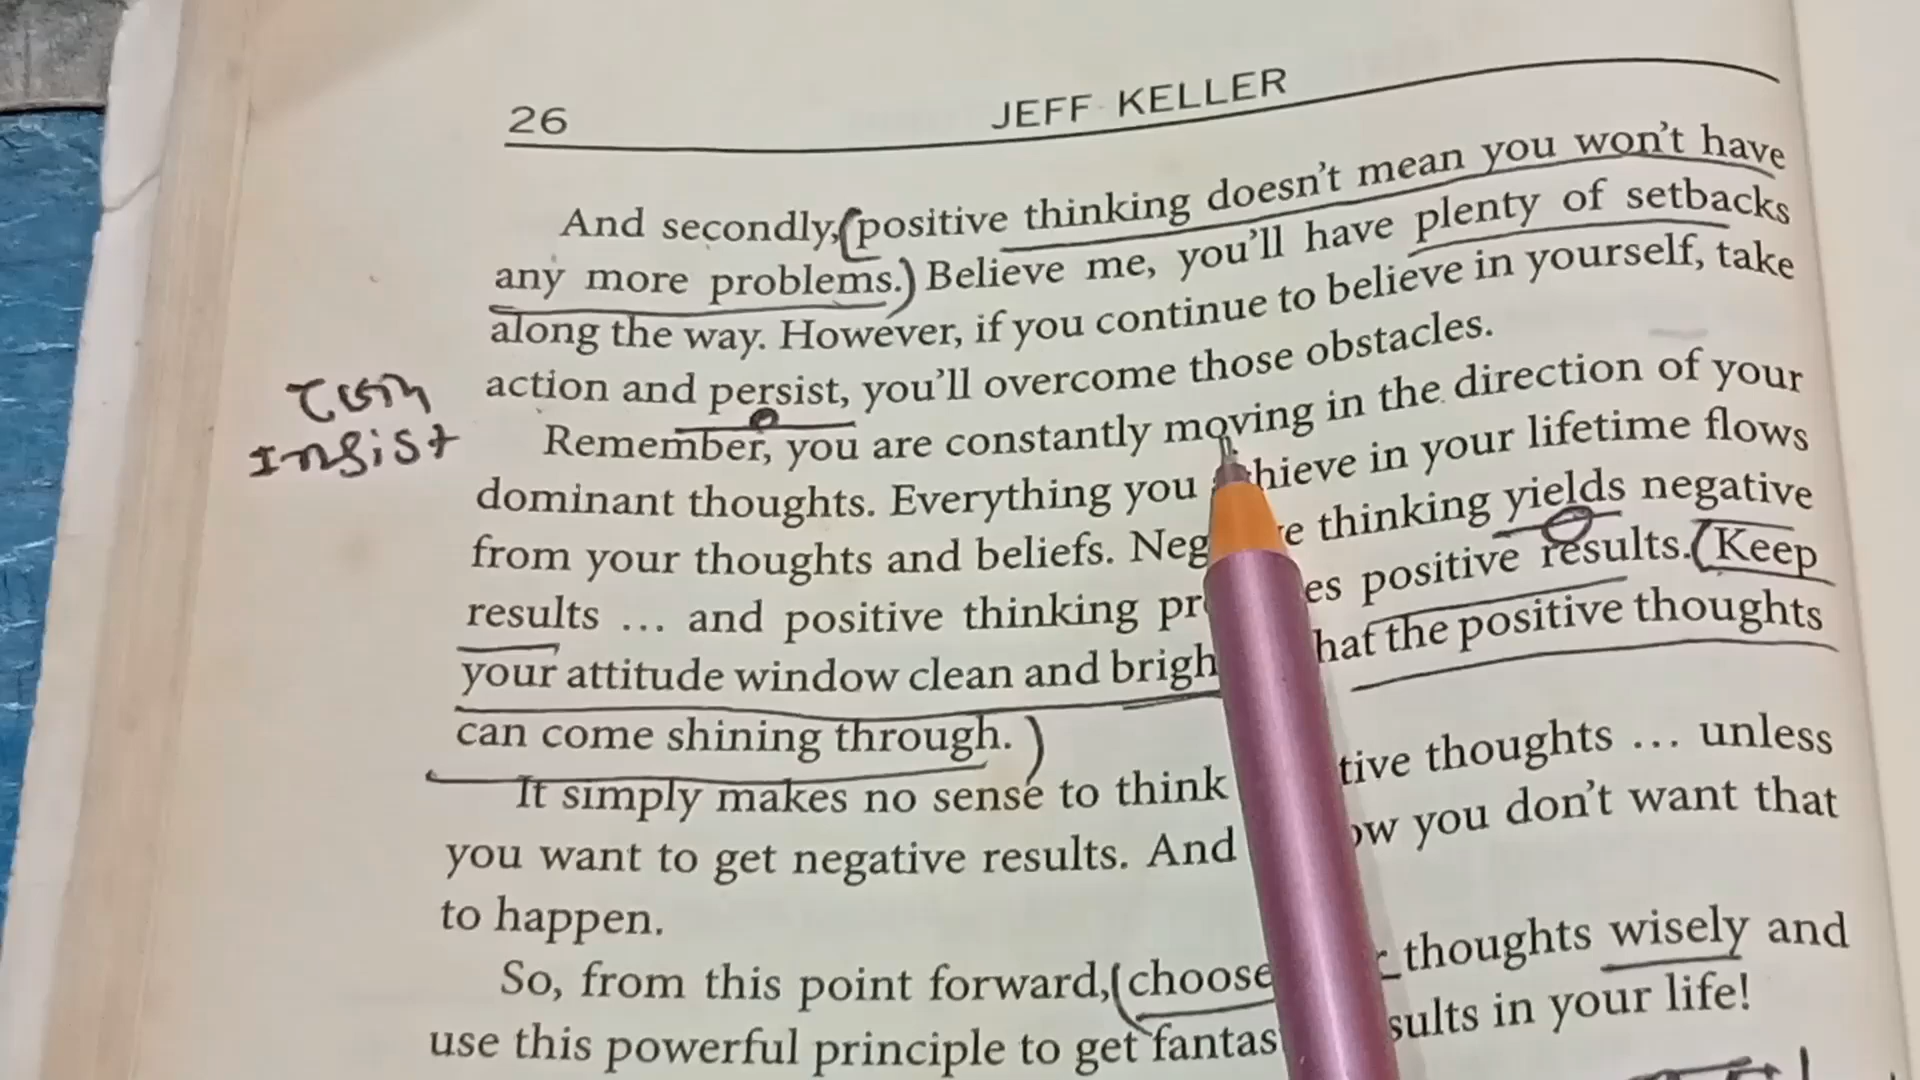 26 JEFF KELLER
And secondly, (positive thinking doesn't mean you won't have
any more problems.) Believe me, you'll have plenty of setbacks
along the way. However, if you continue to believe in yourself, take
action and persist, you'll overcome those obstacles.
Insist
Remember, you are constantly moving in the direction of your
dominant thoughts. Everything you hieve in your lifetime flows
from your thoughts and beliefs. Neg e thinking yields negative
results ... and positive thinking pr es positive results. (Keep
your attitude window clean and brigh hat the positive thoughts
can come shining through.)
It simply makes no sense to think tive thoughts ... unless
you want to get negative results. And ow you don't want that
to happen.
So, from this point forward, (choose thoughts wisely and
use this powerful principle to get fantas sults in your life!